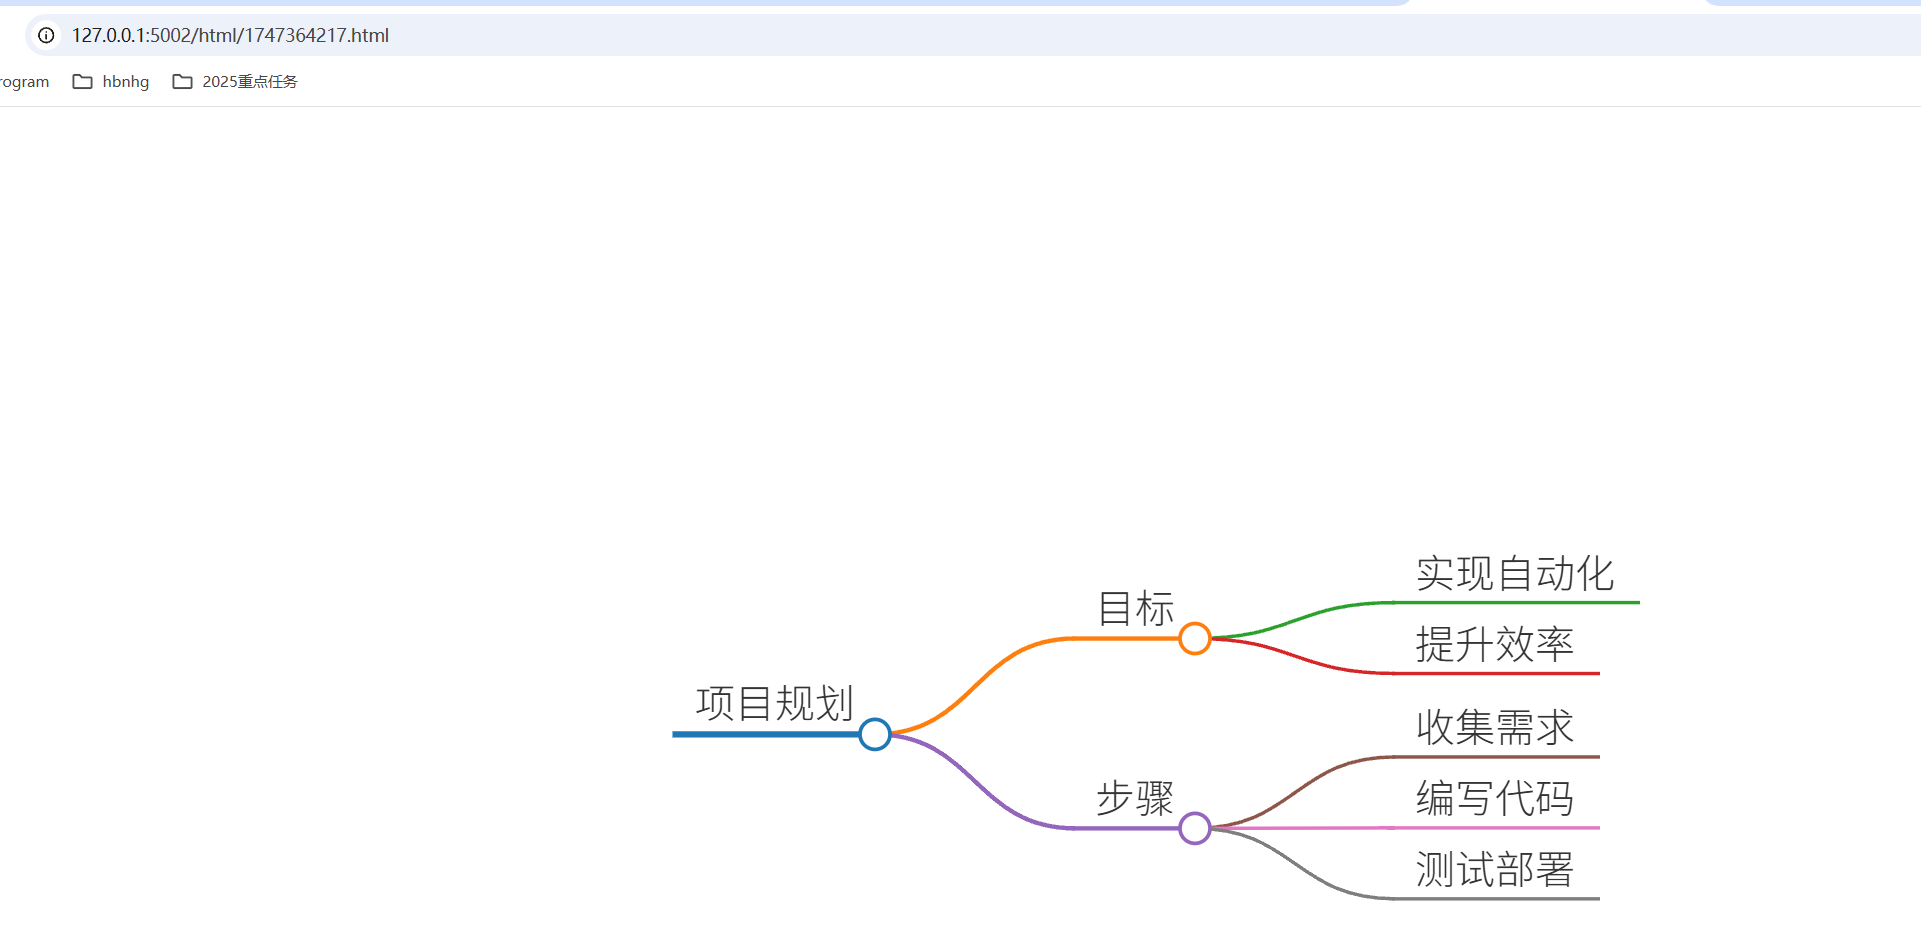 127.0.0.1:5002/html/1747364217.html
rogram hbnhg 2025重点任务
项目规划
目标
实现自动化
提升效率
步骤
收集需求
编写代码
测试部署